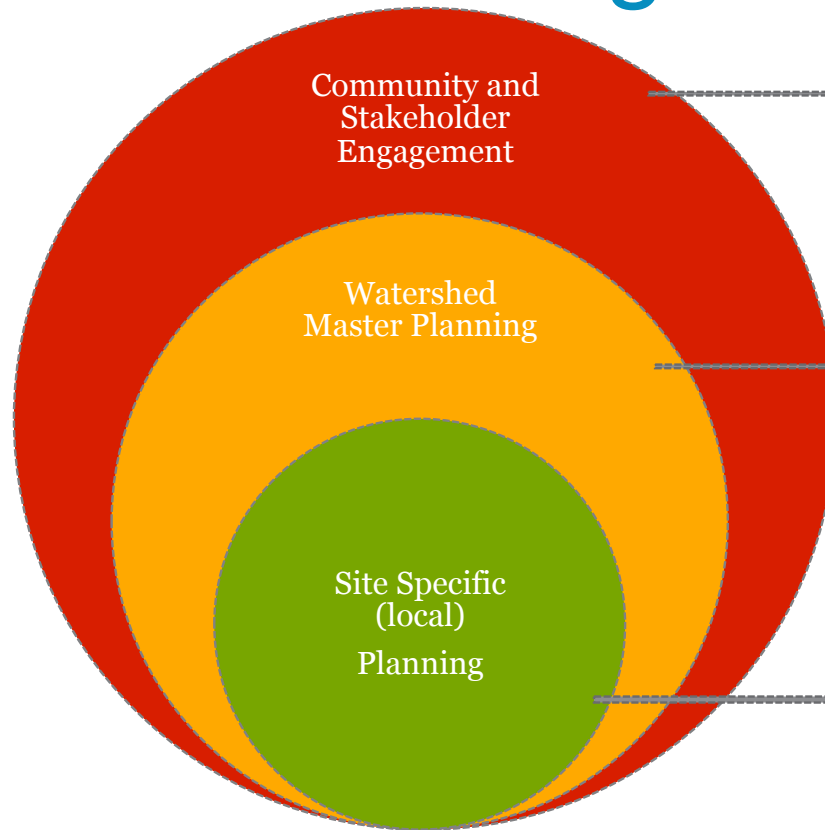 Community and
Stakeholder
Engagement
Watershed
Master Planning
Site Specific
(local)
Planning